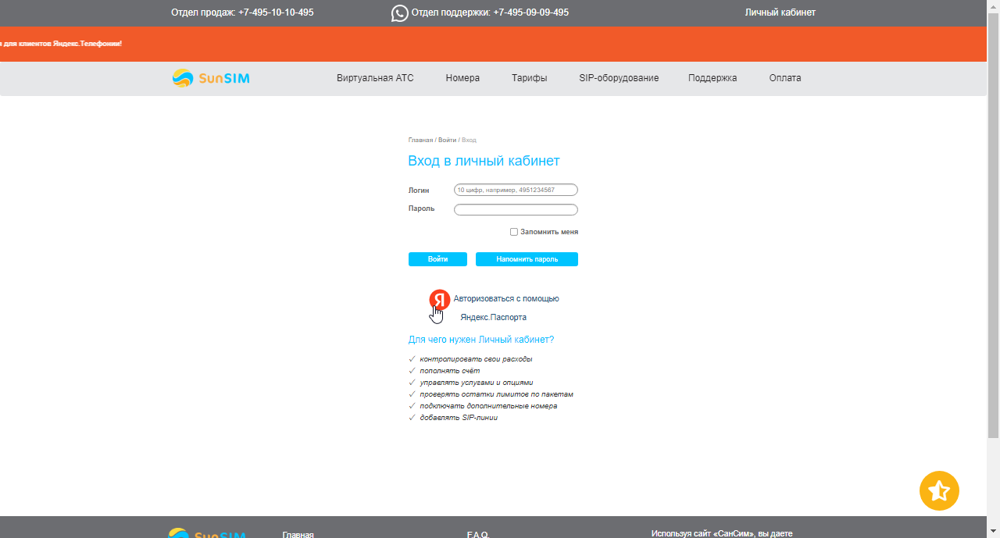 Отдел продаж: +7-495-10-10-495
Отдел поддержки: +7-495-09-09-495
Личный кабинет
для клиентов Яндекс.Телефонии!
SunSIM
Виртуальная АТС
Номера
Тарифы
SIP-оборудование
Поддержка
Оплата
Главная / Войти / Вход
Вход в личный кабинет
Логин
10 цифр, например, 4951234567
Пароль
Запомнить меня
Войти
Напомнить пароль
Я
Авторизоваться с помощью
Яндекс.Паспорта
Для чего нужен Личный кабинет?
✓ контролировать свои расходы
✓ пополнять счёт
✓ управлять услугами и опциями
✓ проверять остатки лимитов по пакетам
✓ подключать дополнительные номера
✓ добавлять SIP-линии
SunSIM
Главная
F.A.Q.
Используя сайт «СанСим», вы даете